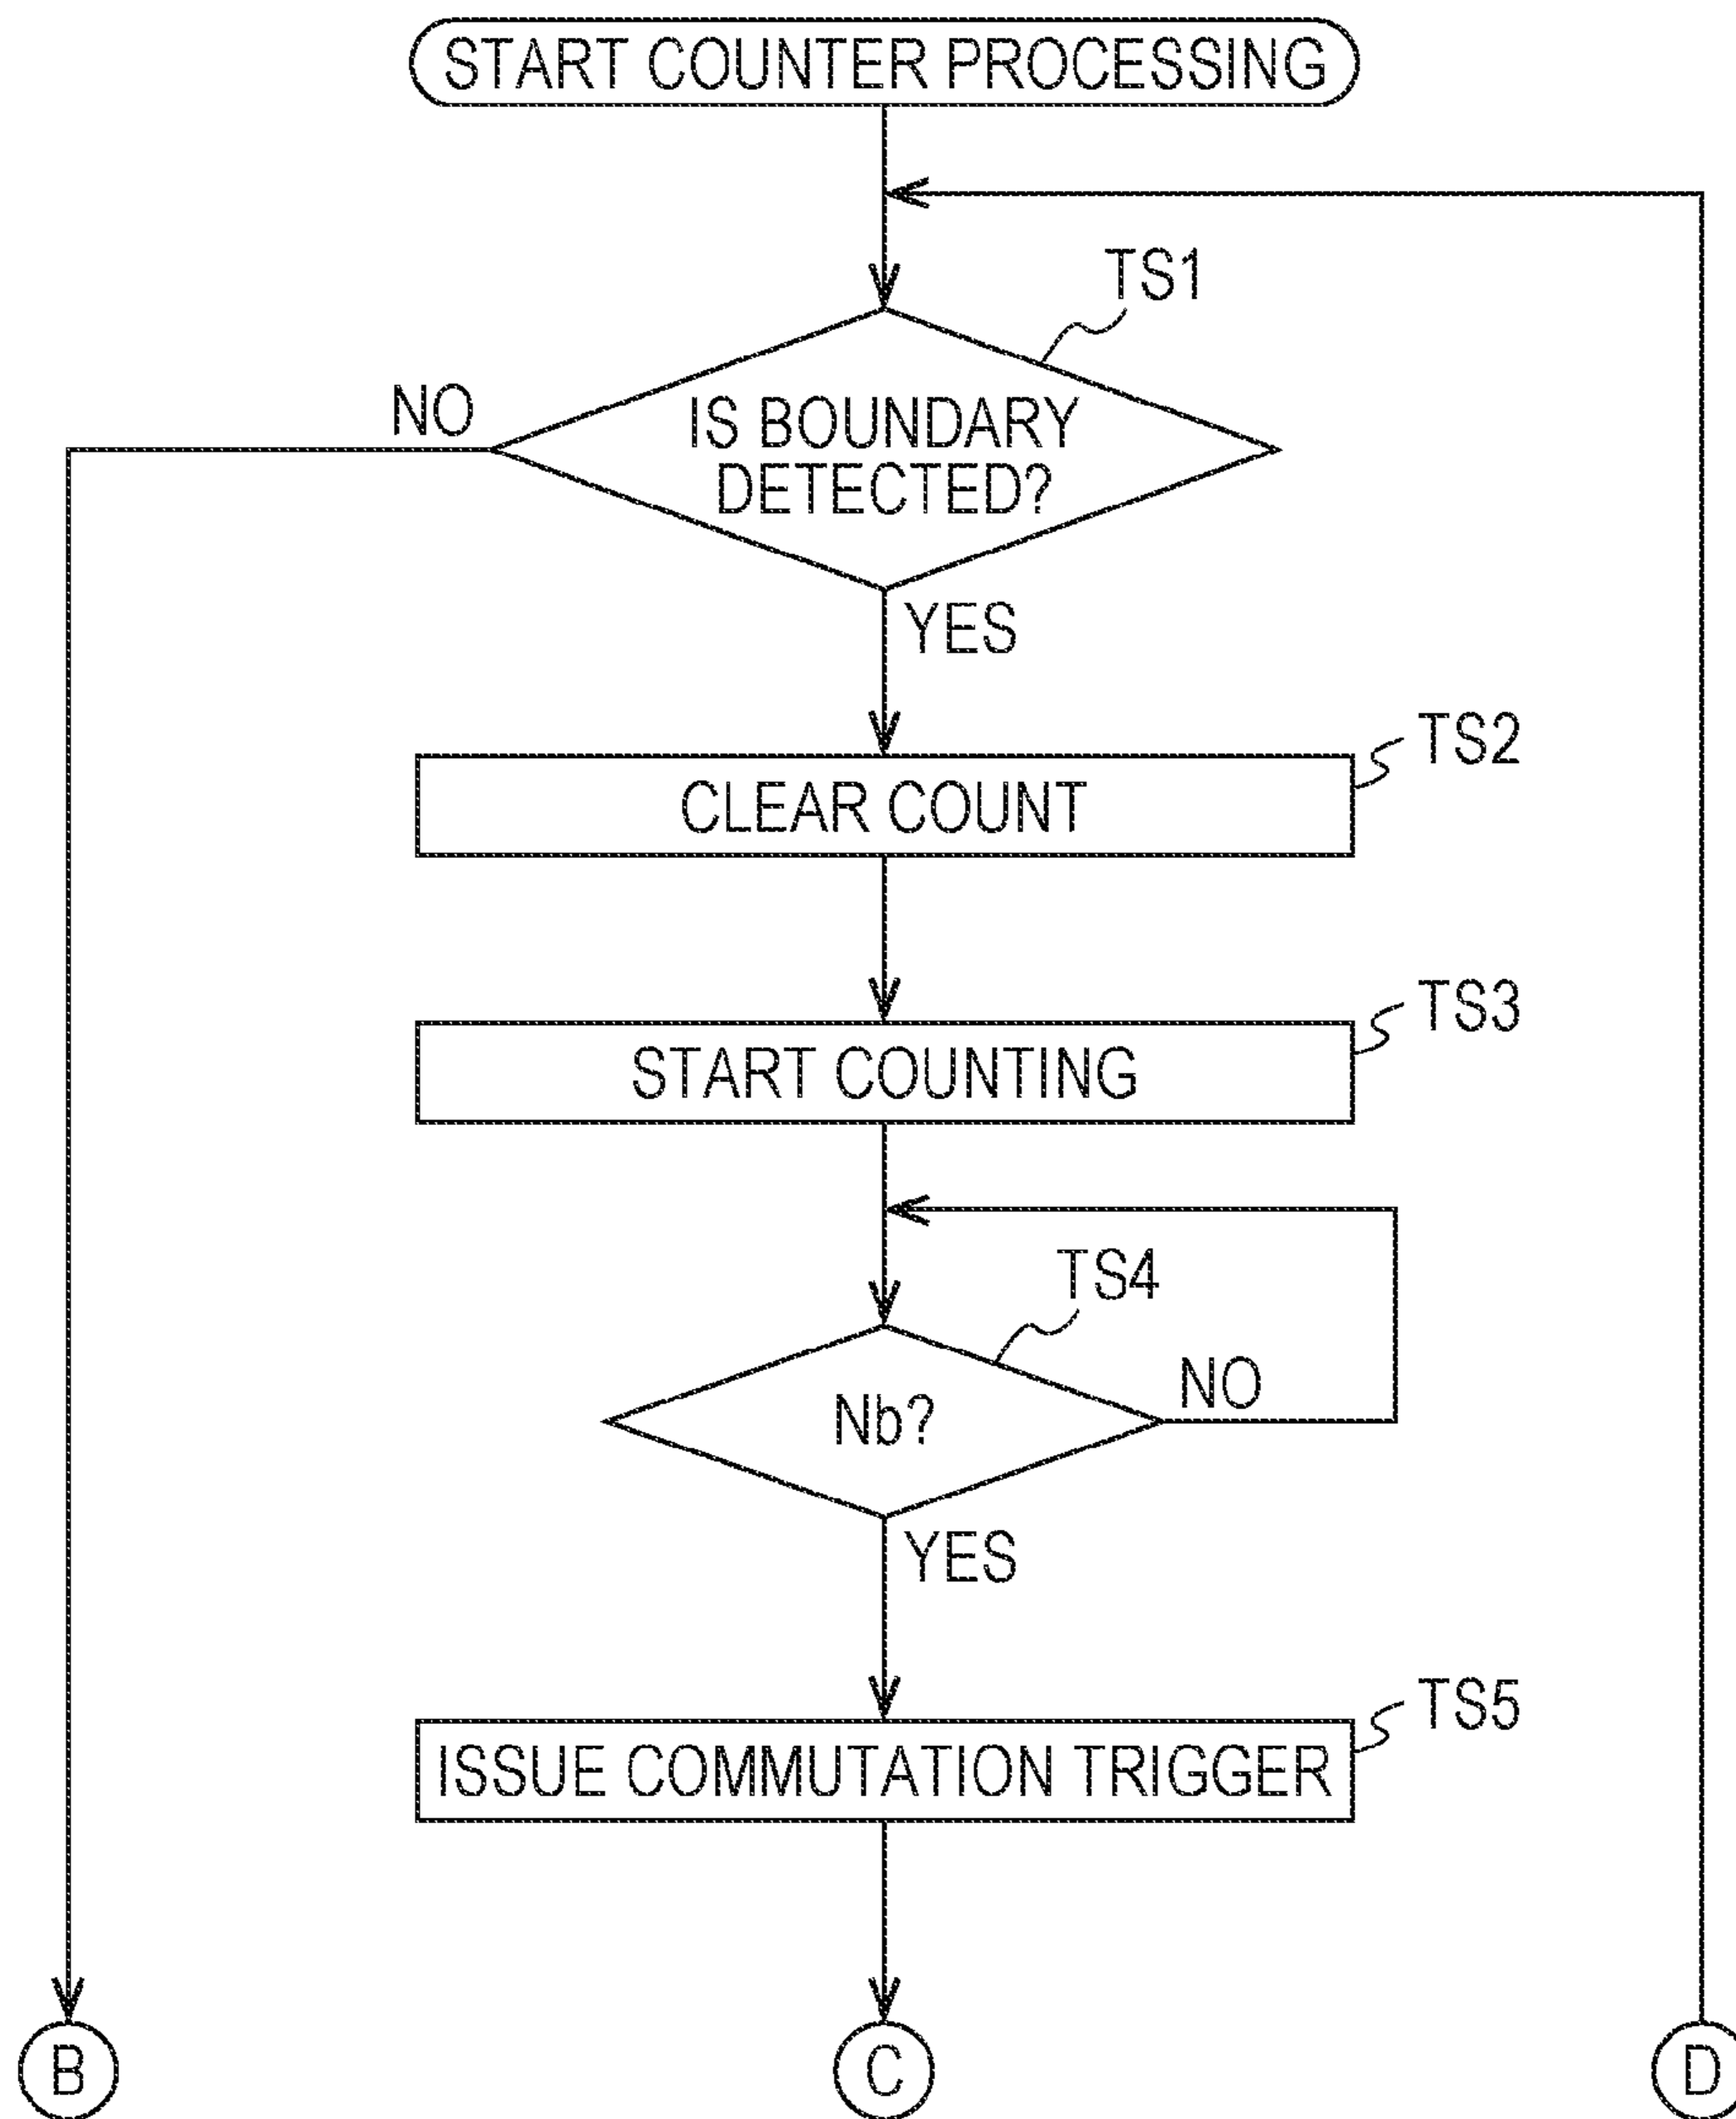 START COUNTER PROCESSING
TS1
NO
IS BOUNDARY
DETECTED?
YES
TS2
CLEAR COUNT
TS3
START COUNTING
TS4
Nb?
NO
YES
TS5
ISSUE COMMUTATION TRIGGER
B
C
D